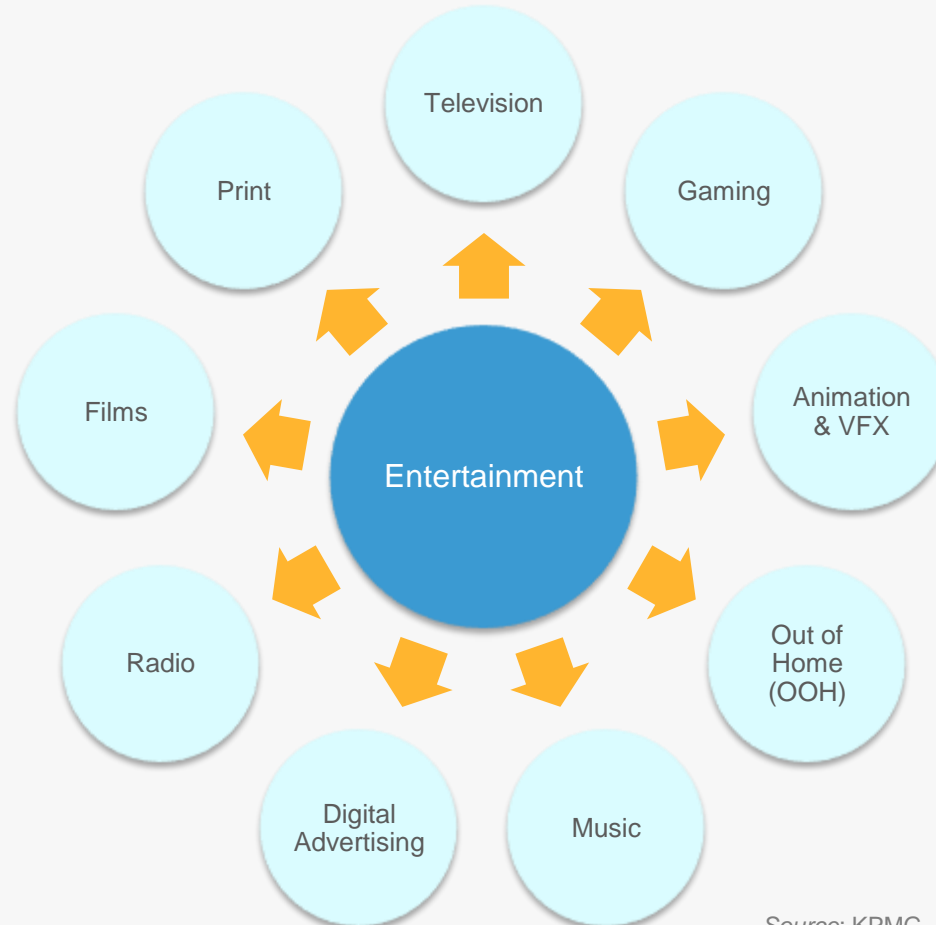 Television
Gaming
Animation
& VFX
Out of
Home
(OOH)
Music
Digital
Advertising
Radio
Films
Print
Entertainment
Source: KPMG